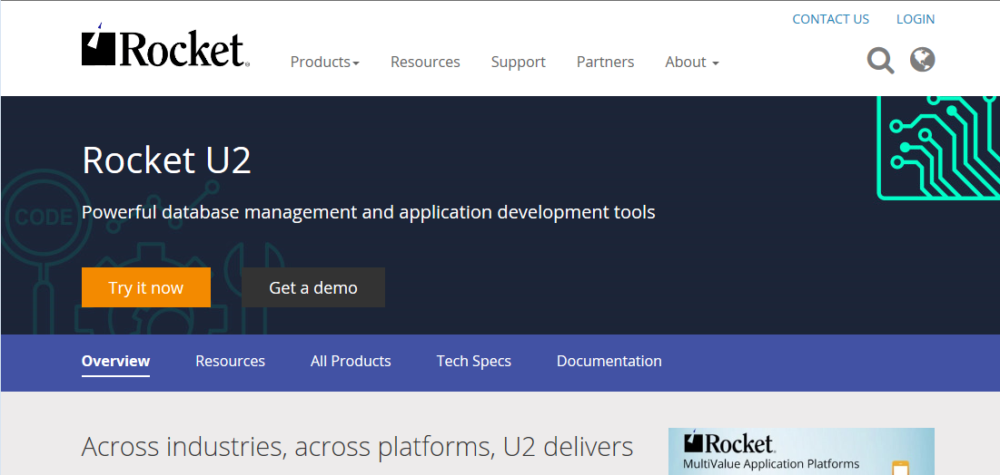 CONTACT US LOGIN
Rocket®
Products Resources Support Partners About
Rocket U2
CODE
Powerful database management and application development tools
Try it now Get a demo
Overview Resources All Products Tech Specs Documentation
Across industries, across platforms, U2 delivers
Rocket.
MultiValue Application Platforms